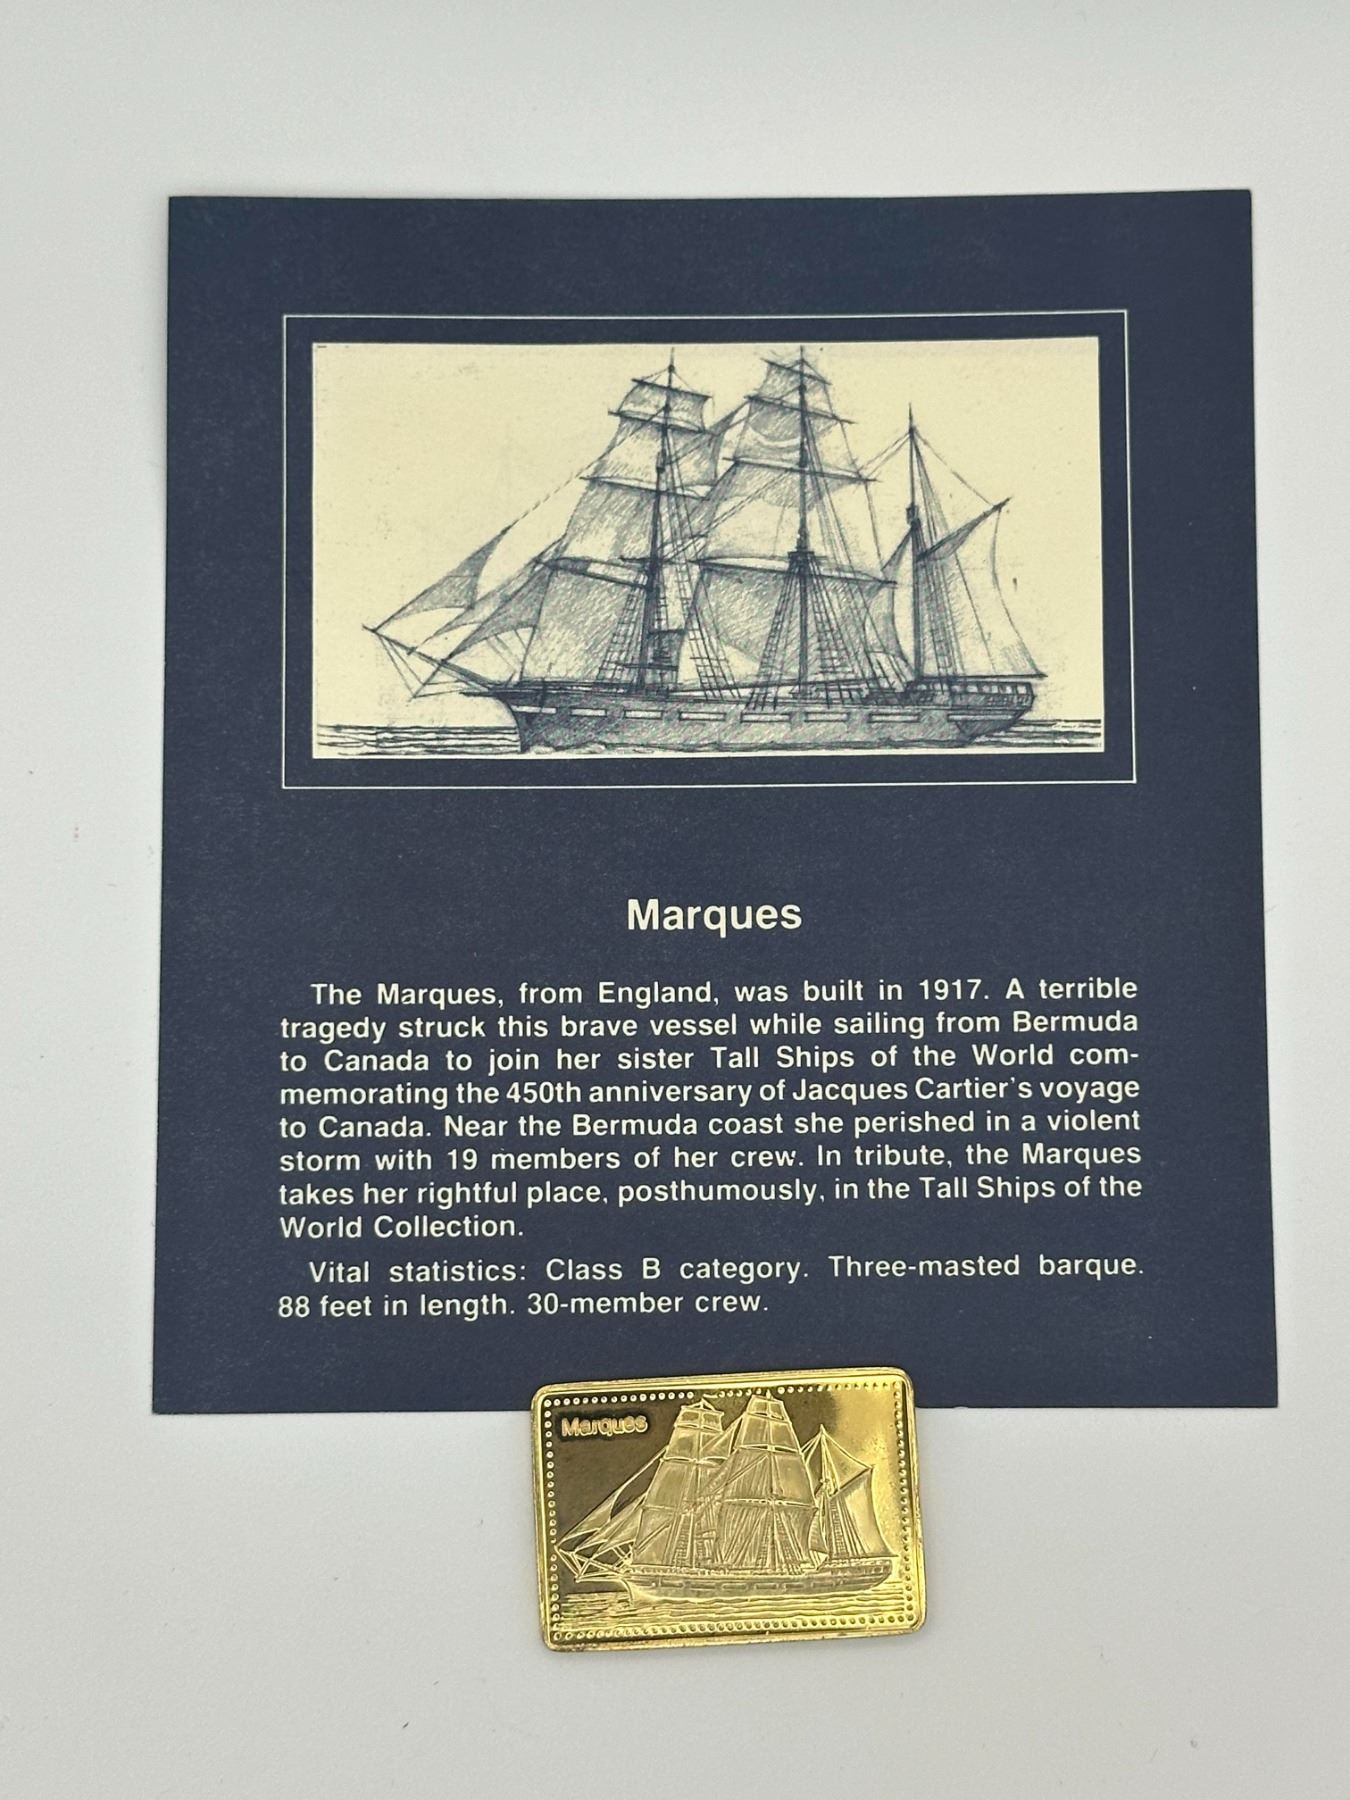 Marques
The Marques, from England, was built in 1917. A terrible
tragedy struck this brave vessel while sailing from Bermuda
to Canada to join her sister Tall Ships of the World com-
memorating the 450th anniversary of Jacques Cartier's voyage
to Canada. Near the Bermuda coast she perished in a violent
storm with 19 members of her crew. In tribute, the Marques
takes her rightful place, posthumously, in the Tall Ships of the
World Collection.
Vital statistics: Class B category. Three-masted barque.
88 feet in length. 30-member crew.
Marques